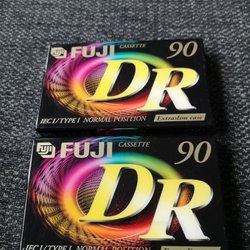 FUJI CASSETTE 90
DR
IEC I/TYPE I NORMAL POSITION Extraslim case
FUJI CASSETTE 90
DR
IEC I/TYPE I NORMAL POSITION